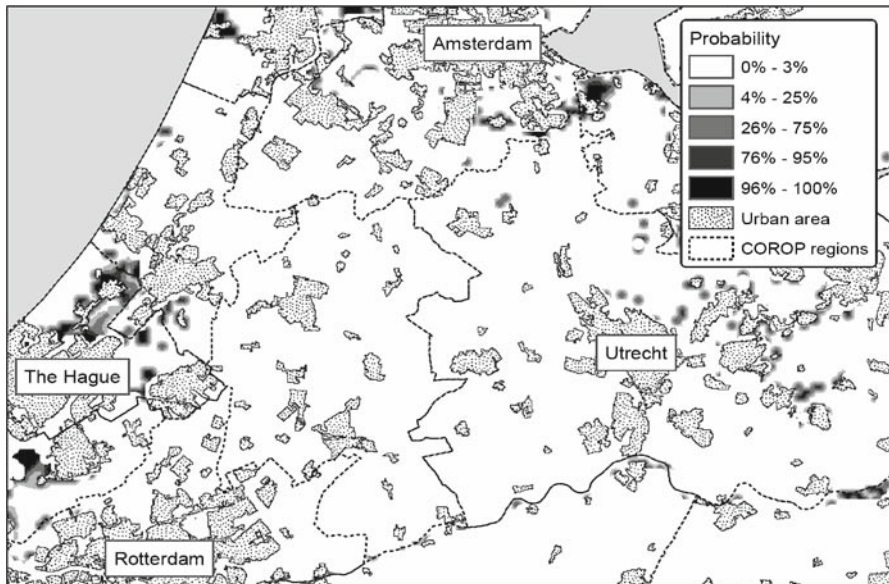 Amsterdam
Probability
0% - 3%
4% - 25%
26% - 75%
76% - 95%
96% - 100%
Urban area
COROP regions
Utrecht
The Hague
Rotterdam